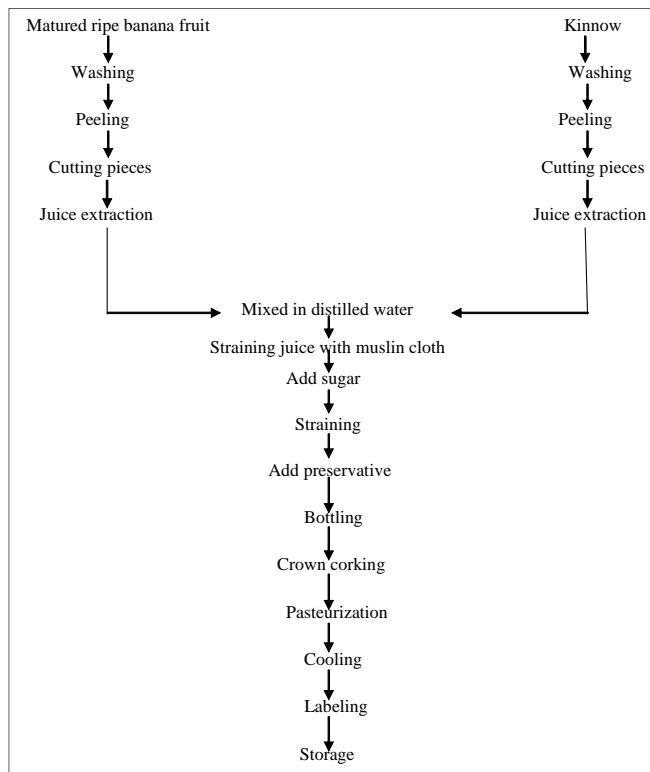 Matured ripe banana fruit
Kinnow
Washing
Washing
Peeling
Peeling
Cutting pieces
Cutting pieces
Juice extraction
Juice extraction
Mixed in distilled water
Straining juice with muslin cloth
Add sugar
Straining
Add preservative
Bottling
Crown corking
Pasteurization
Cooling
Labeling
Storage